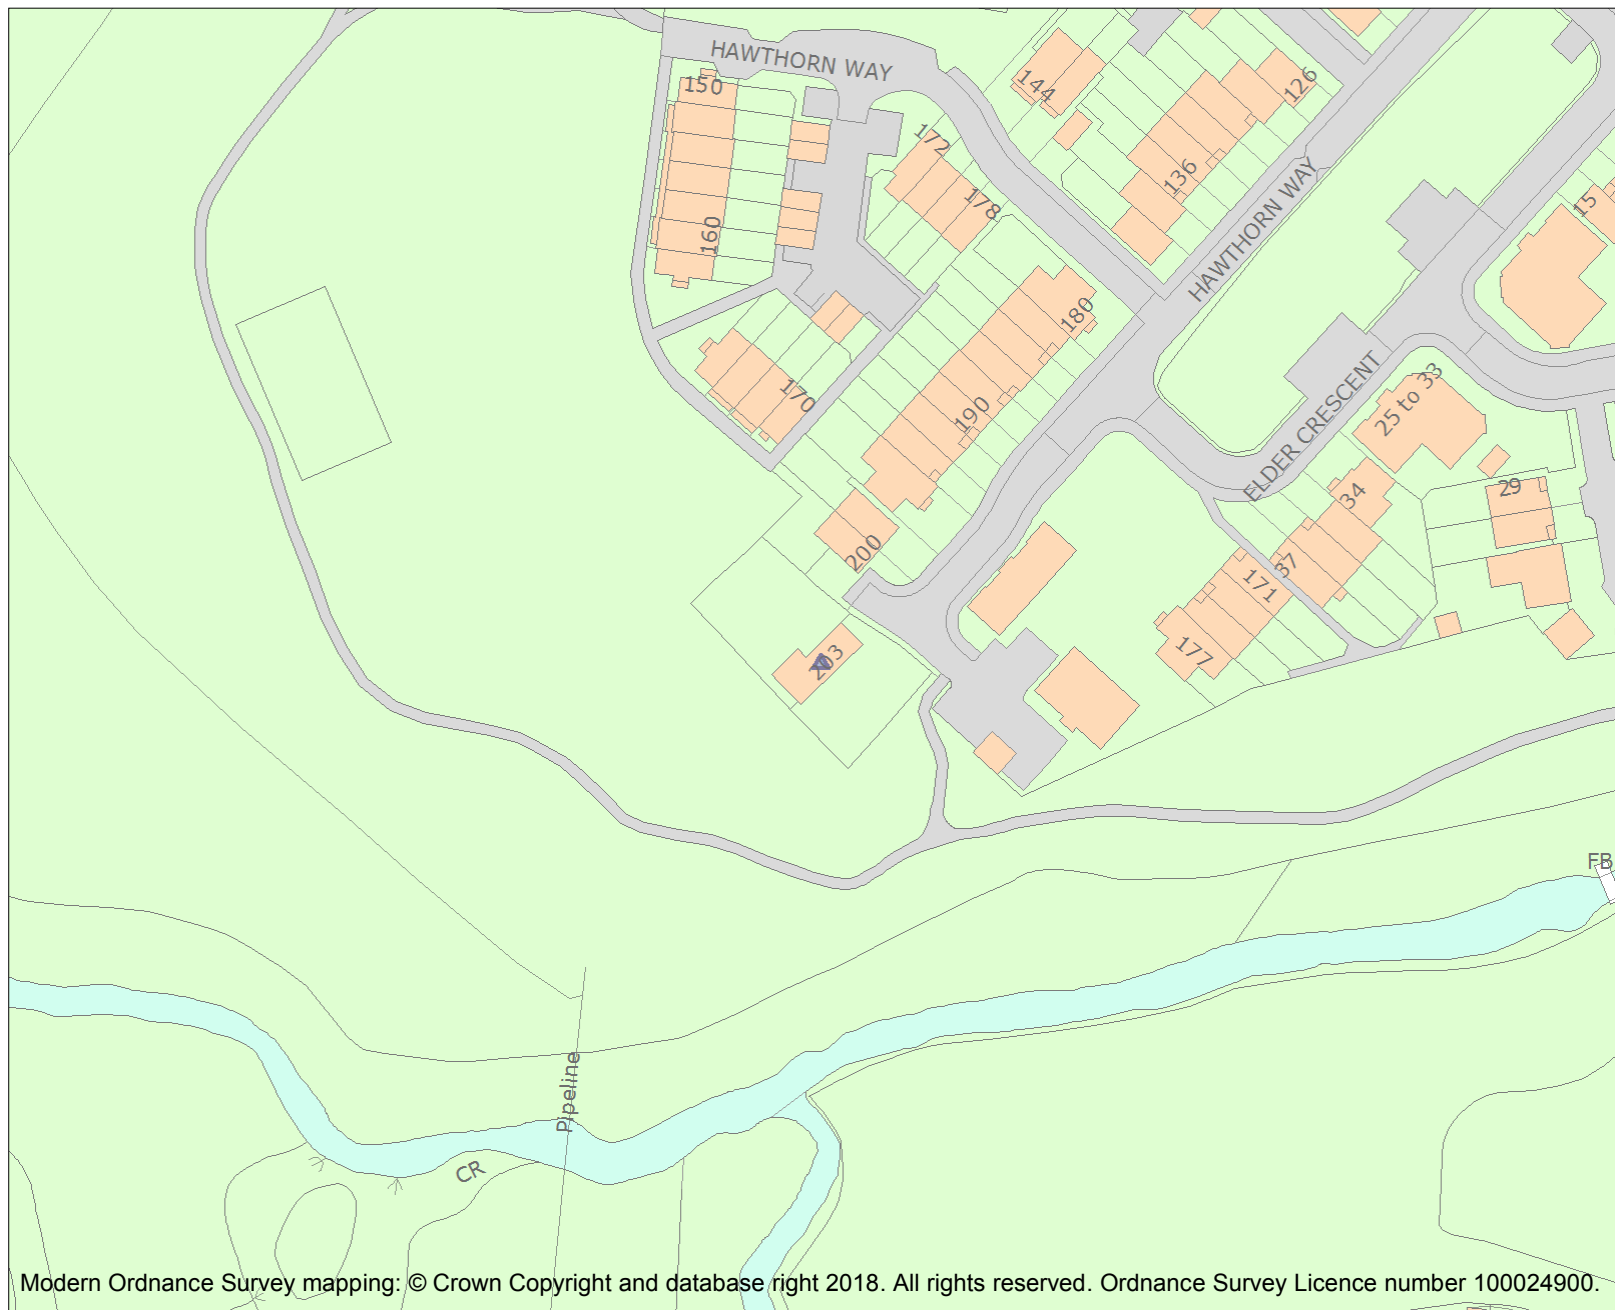 HAWTHORN WAY
150
144
126
172
136
178
160
HAWTHORN WAY
15
180
170
190
ELDER CRESCENT
25 to 33
29
34
200
37
171
177
203
FB
Pipeline
CR
Modern Ordnance Survey mapping: © Crown Copyright and database right 2018. All rights reserved. Ordnance Survey Licence number 100024900.